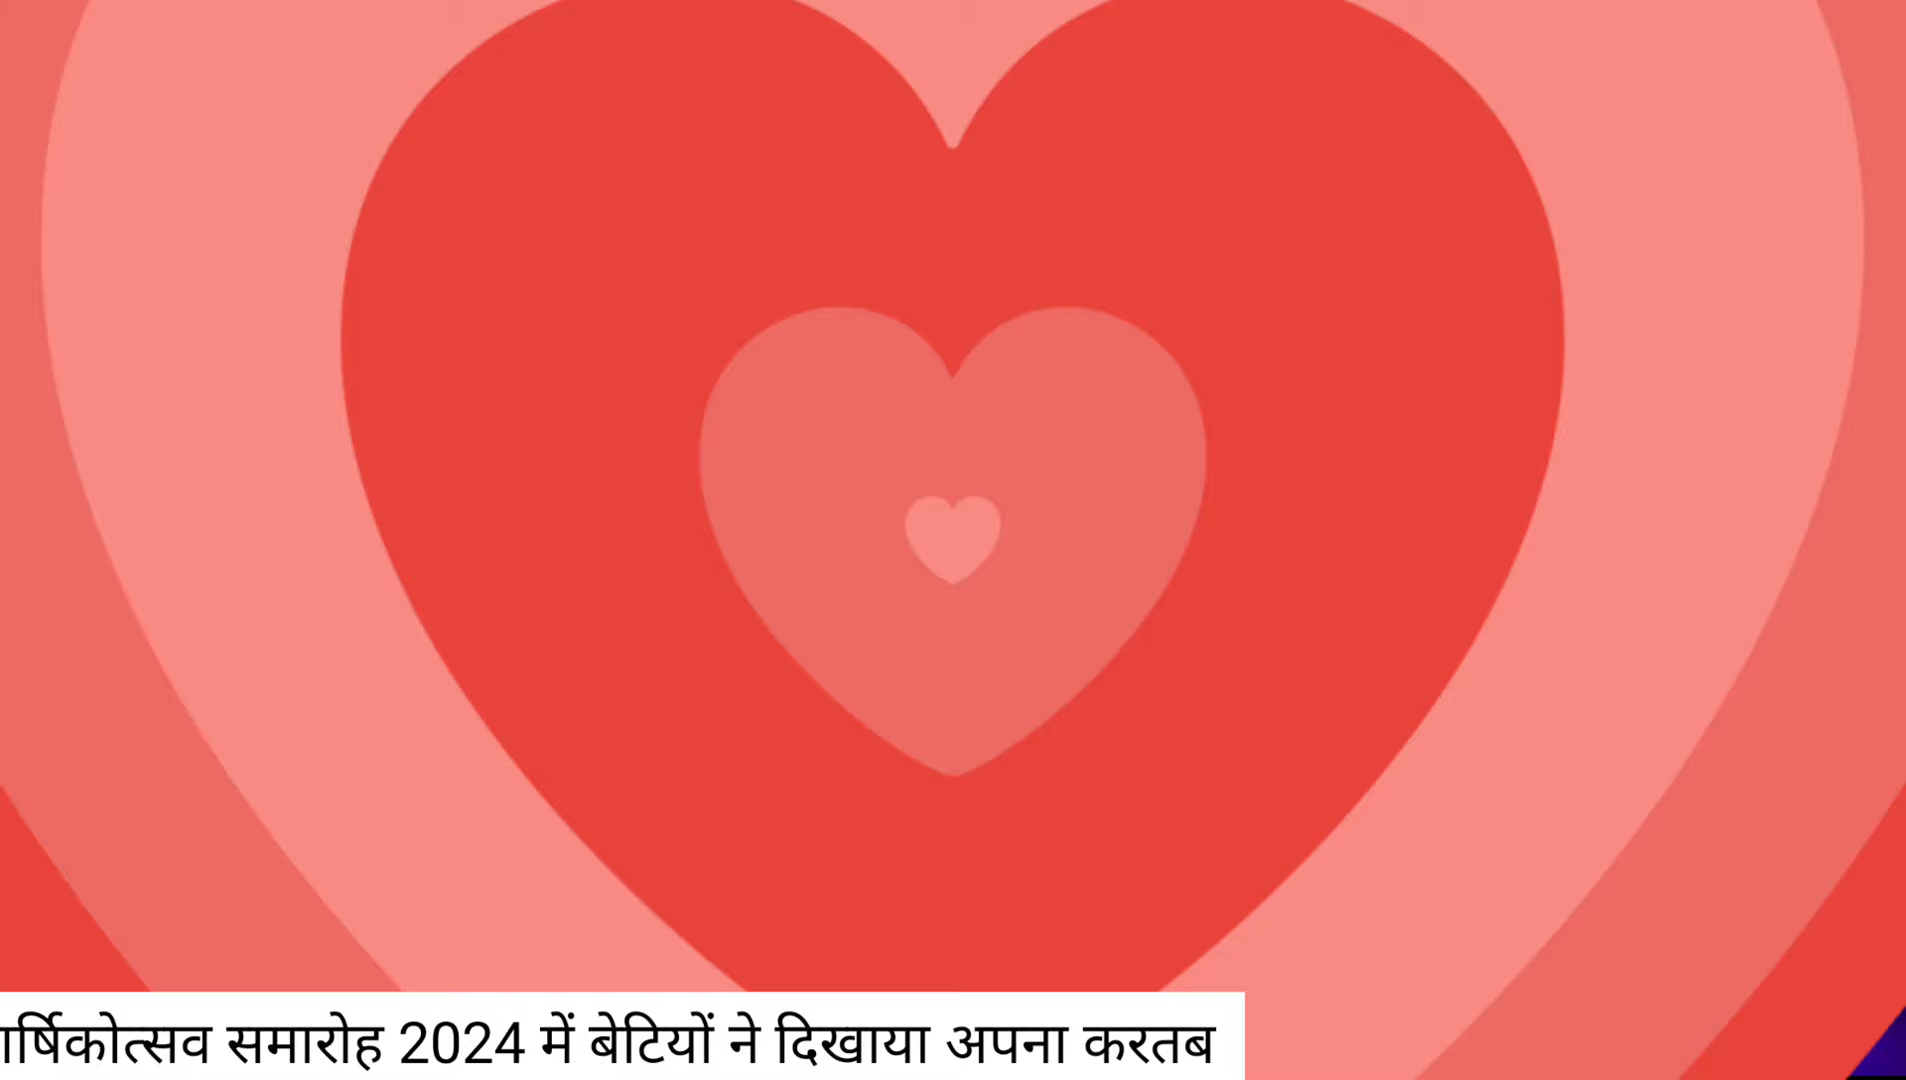 ार्षिकोत्सव समारोह 2024 में बेटियों ने दिखाया अपना करतब